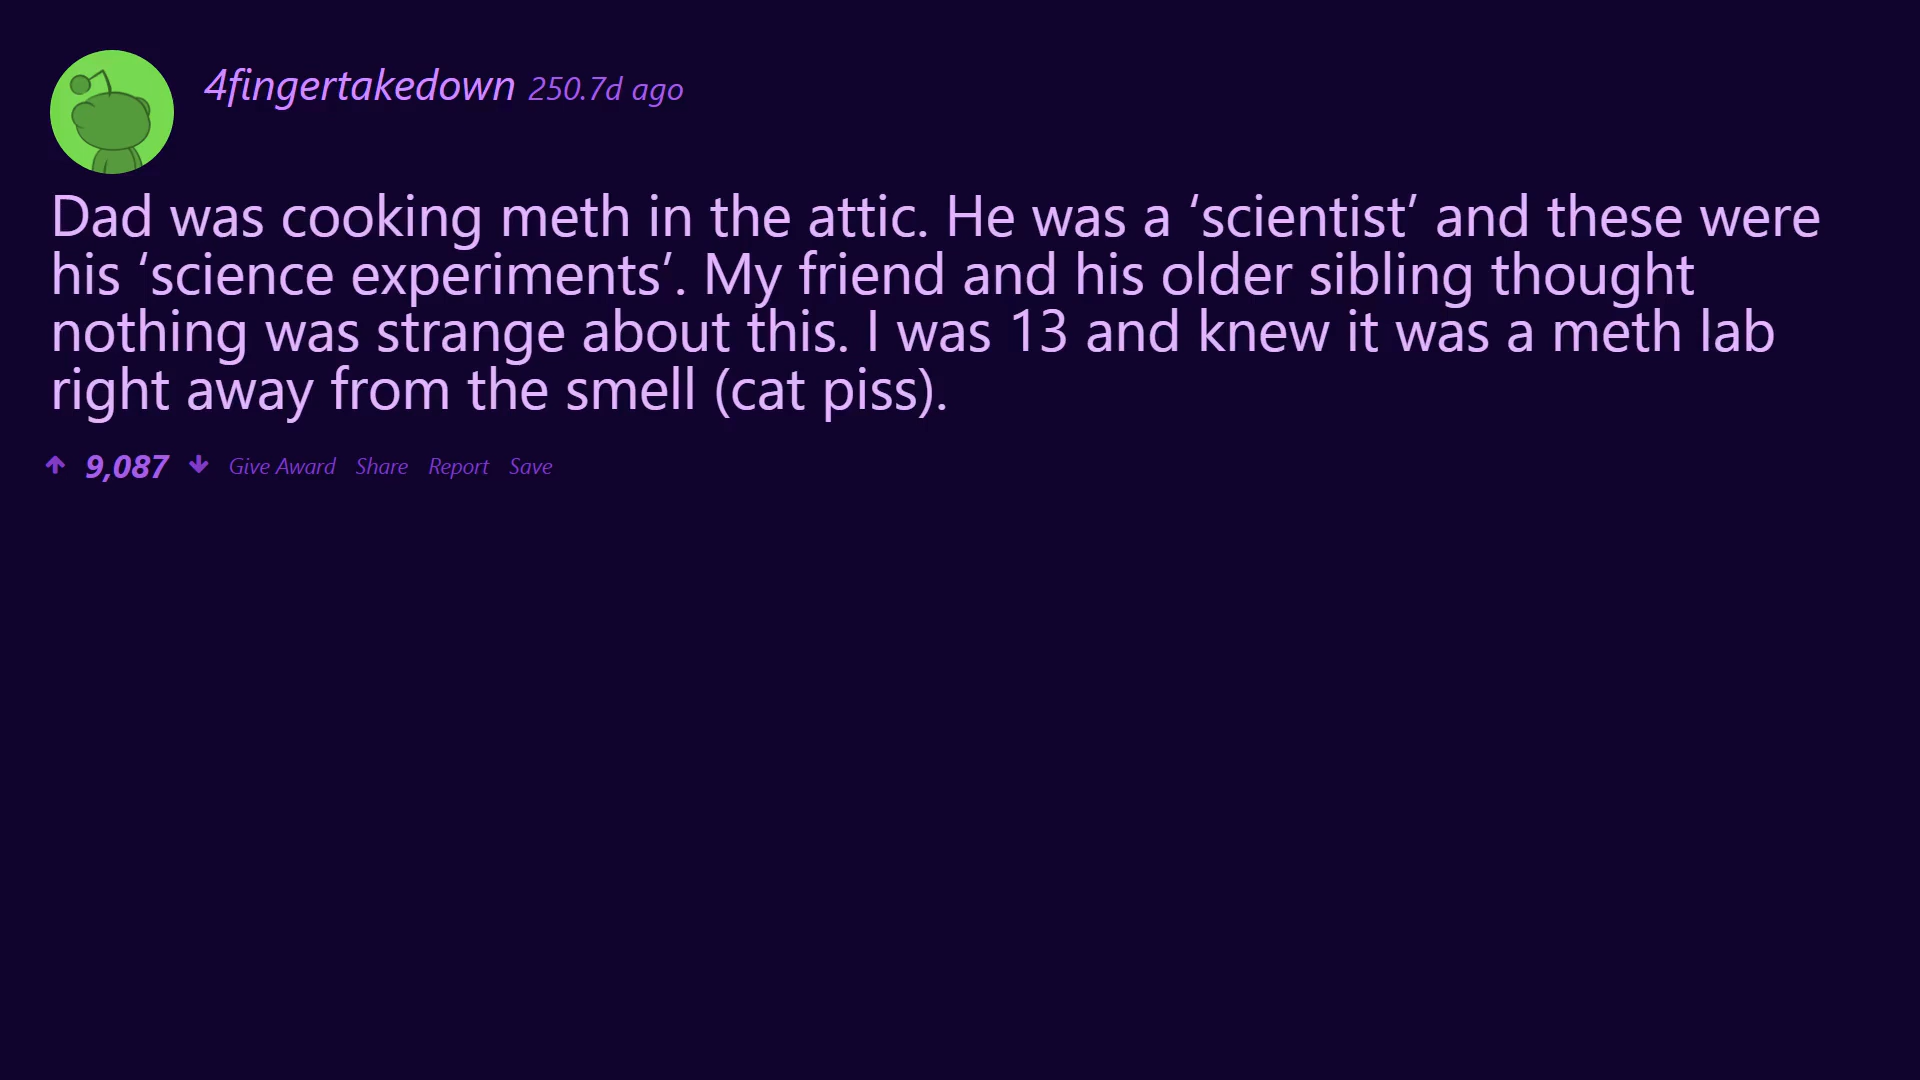 4fingertakedown 250.7d ago
Dad was cooking meth in the attic. He was a ‘scientist’ and these were
his ‘science experiments’. My friend and his older sibling thought
nothing was strange about this. I was 13 and knew it was a meth lab
right away from the smell (cat piss).
9,087 Give Award Share Report Save